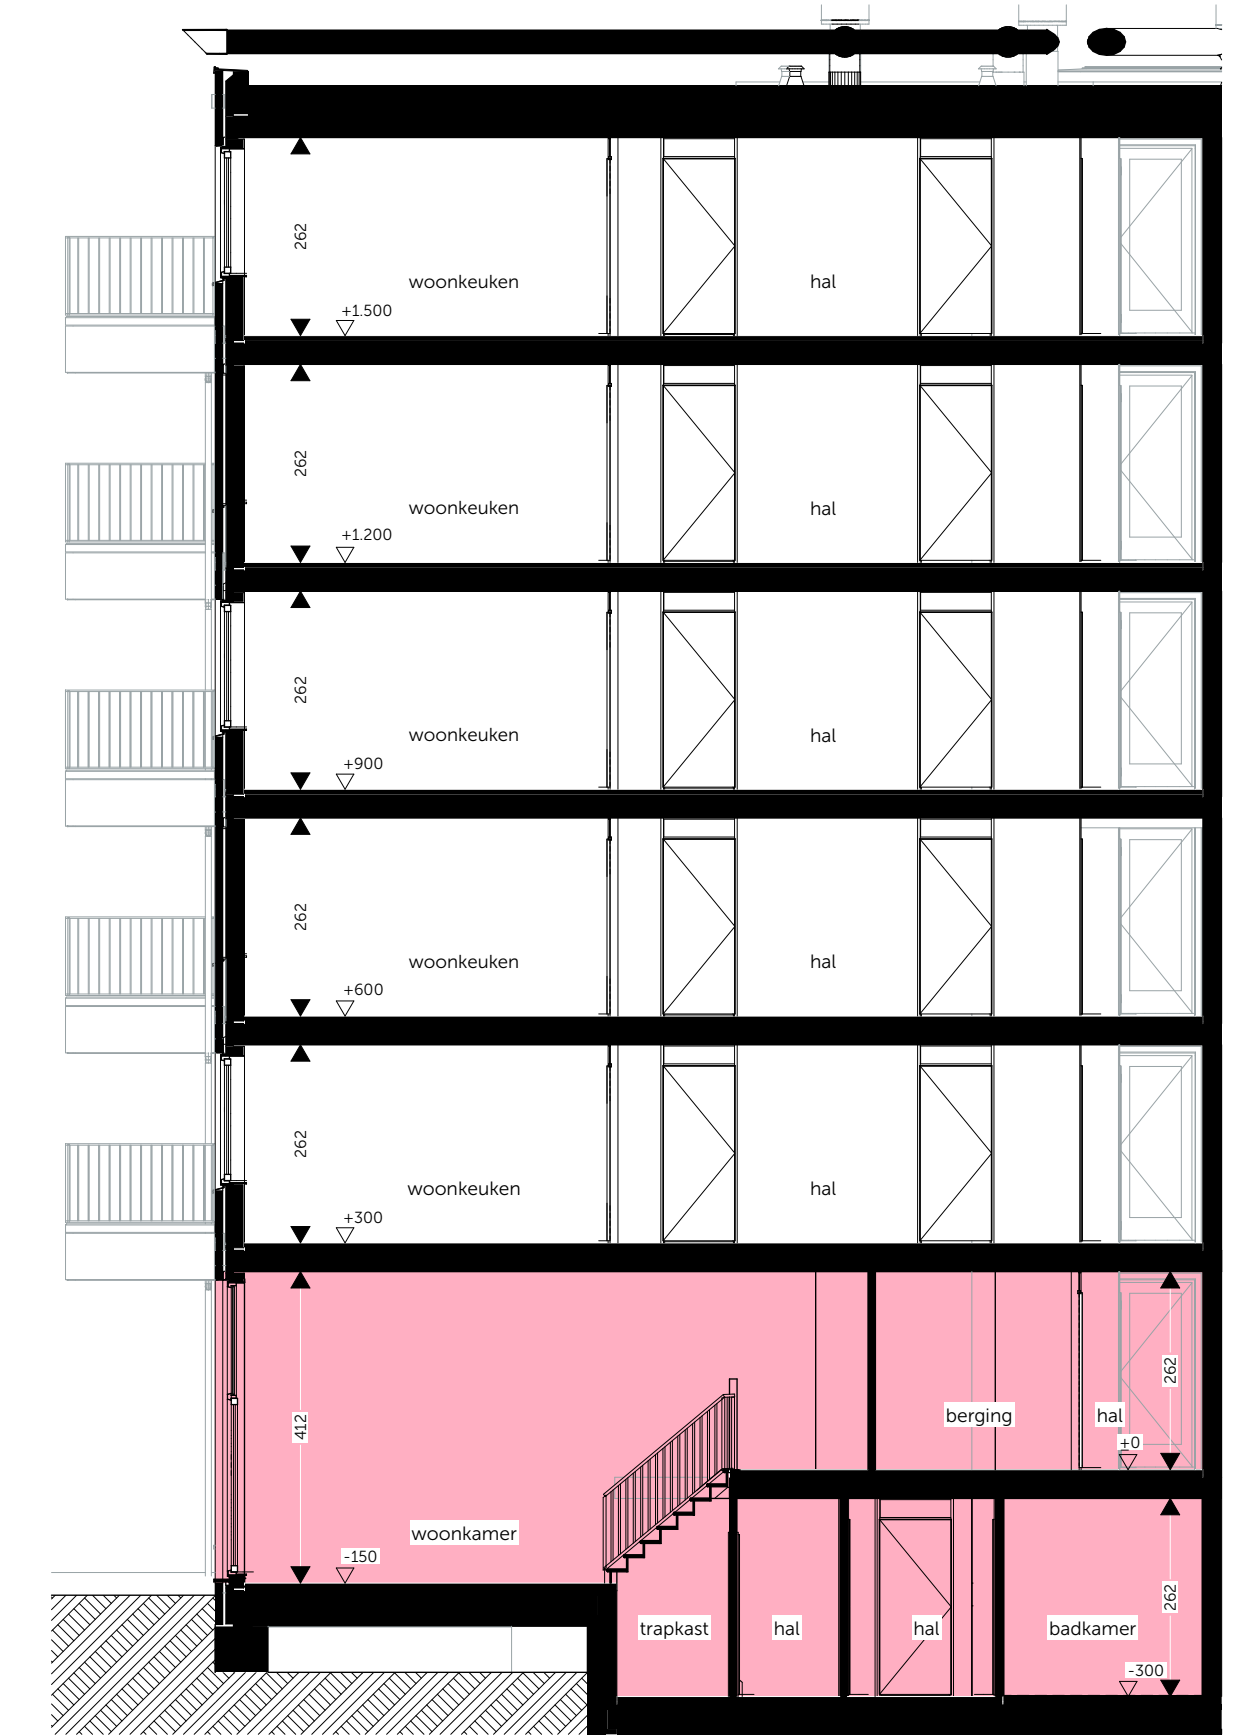 262
woonkeuken
hal
+1.500
262
woonkeuken
hal
+1.200
262
woonkeuken
hal
+900
262
woonkeuken
hal
+600
262
woonkeuken
hal
+300
412
262
berging
hal
+0
woonkamer
-150
262
trapkast
hal
hal
badkamer
-300